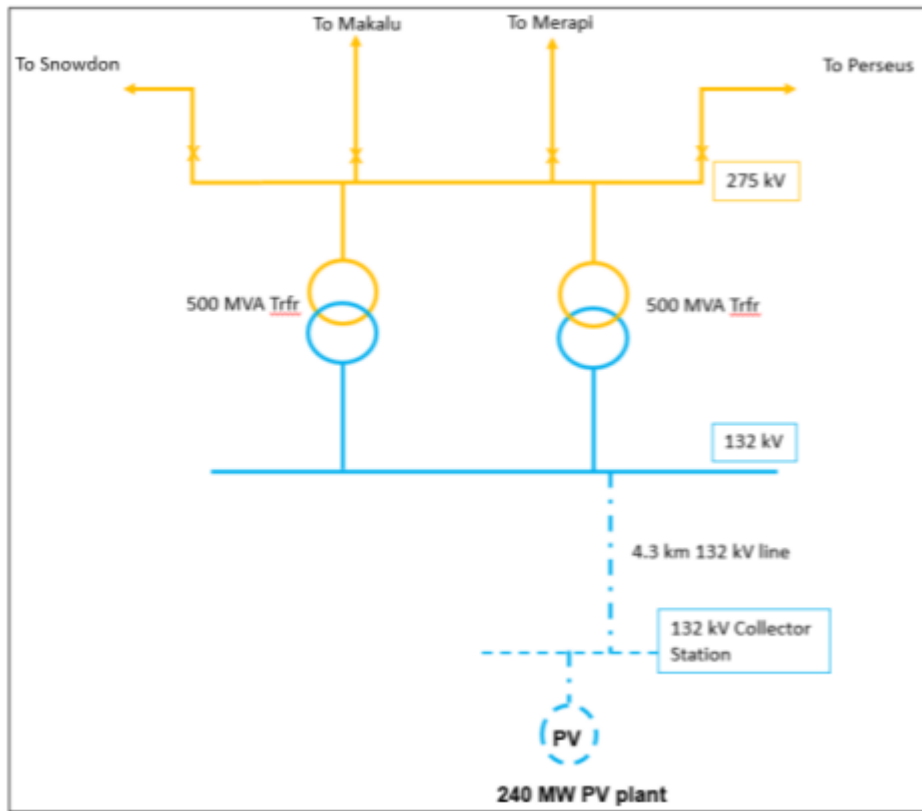 To Makalu
To Merapi
To Snowdon
To Perseus
275 kV
500 MVA Trfr
500 MVA Trfr
132 kV
4.3 km 132 kV line
132 kV Collector
Station
PV
240 MW PV plant